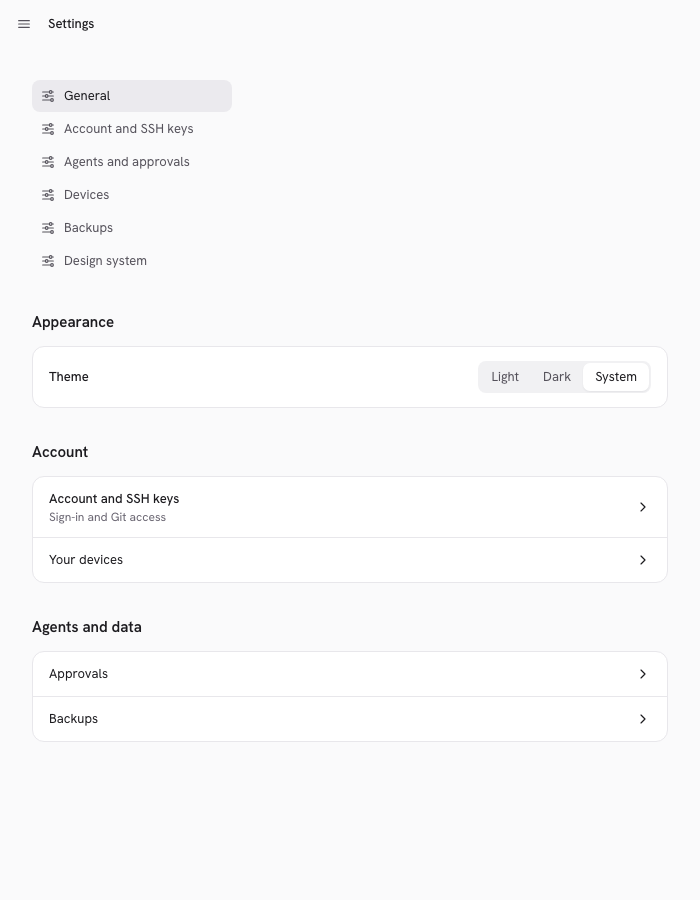 Settings
General
Account and SSH keys
Agents and approvals
Devices
Backups
Design system
Appearance
Theme
Light Dark System
Account
Account and SSH keys
Sign-in and Git access
Your devices
Agents and data
Approvals
Backups